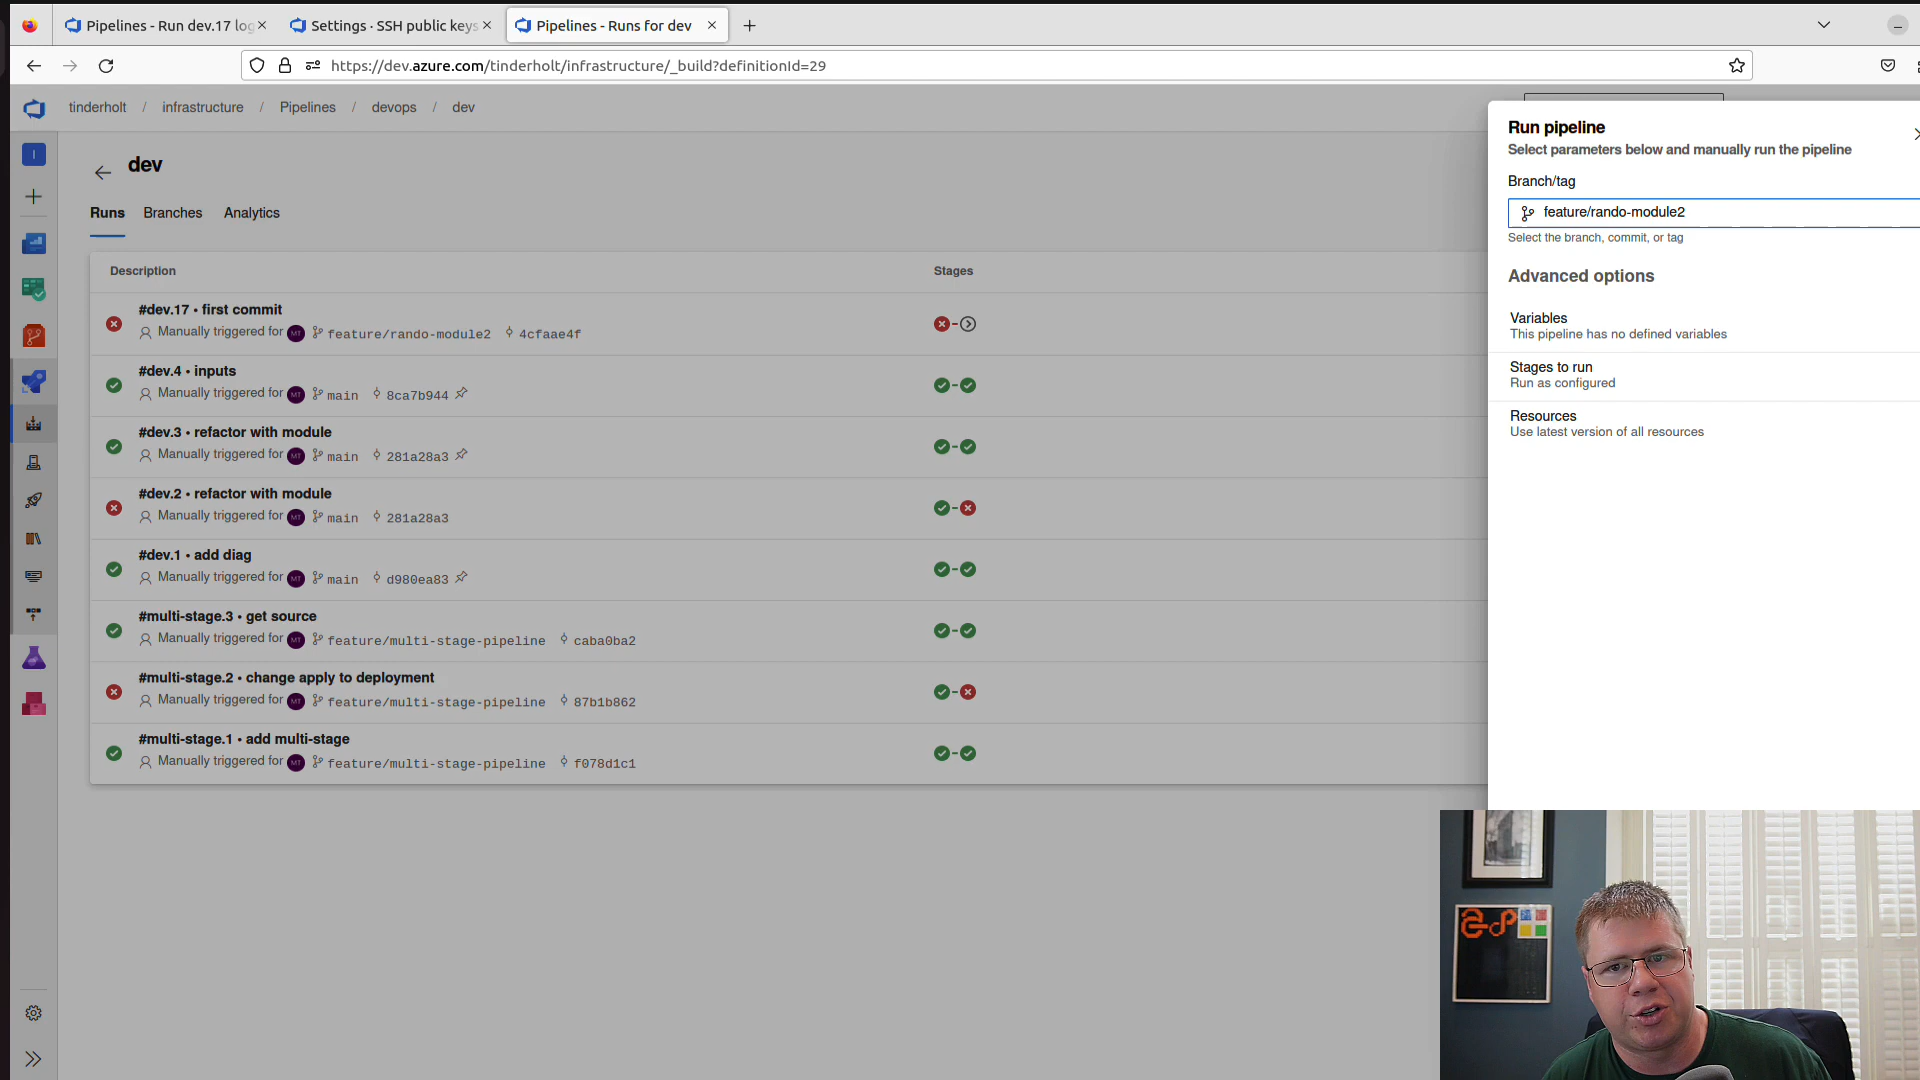 Pipelines - Run dev.17 log
Settings · SSH public keys
Pipelines - Runs for dev
https://dev.azure.com/tinderholt/infrastructure/_build?definitionId=29
tinderholt / infrastructure / Pipelines / devops / dev
I
dev
Runs Branches Analytics
Description Stages
#dev.17 • first commit
Manually triggered for MT feature/rando-module2 4cfaae4f
#dev.4 • inputs
Manually triggered for MT main 8ca7b944
#dev.3 • refactor with module
Manually triggered for MT main 281a28a3
#dev.2 • refactor with module
Manually triggered for MT main 281a28a3
#dev.1 • add diag
Manually triggered for MT main d980ea83
#multi-stage.3 • get source
Manually triggered for MT feature/multi-stage-pipeline caba0ba2
#multi-stage.2 • change apply to deployment
Manually triggered for MT feature/multi-stage-pipeline 87b1b862
#multi-stage.1 • add multi-stage
Manually triggered for MT feature/multi-stage-pipeline f078d1c1
Run pipeline
Select parameters below and manually run the pipeline
Branch/tag
feature/rando-module2
Select the branch, commit, or tag
Advanced options
Variables
This pipeline has no defined variables
Stages to run
Run as configured
Resources
Use latest version of all resources